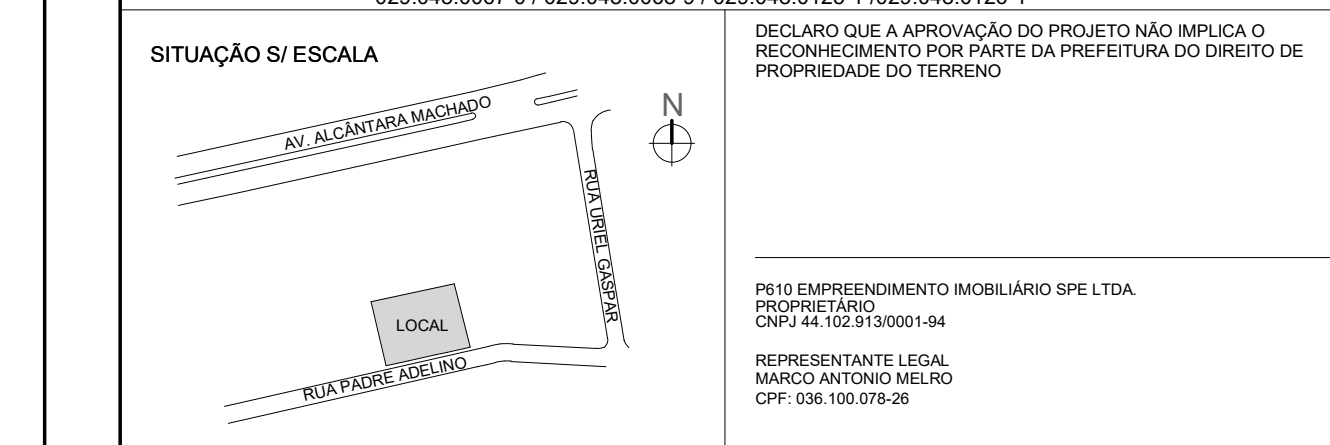 SITUAÇÃO S/ ESCALA
AV. ALCÂNTARA MACHADO
N
RUA URIEL GASPAR
LOCAL
RUA PADRE ADELINO
DECLARO QUE A APROVAÇÃO DO PROJETO NÃO IMPLICA O
RECONHECIMENTO POR PARTE DA PREFEITURA DO DIREITO DE
PROPRIEDADE DO TERRENO
P610 EMPREENDIMENTO IMOBILIÁRIO SPE LTDA.
PROPRIETÁRIO
CNPJ 44.102.913/0001-94
REPRESENTANTE LEGAL
MARCO ANTONIO MELRO
CPF: 036.100.078-26